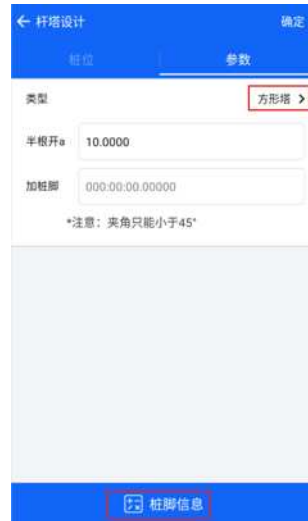 ← 杆塔设计 确定
桩位 参数
类型 方形塔 >
半根开a 10.0000
加桩脚 000:00:00.00000
*注意：夹角只能小于45°
桩脚信息